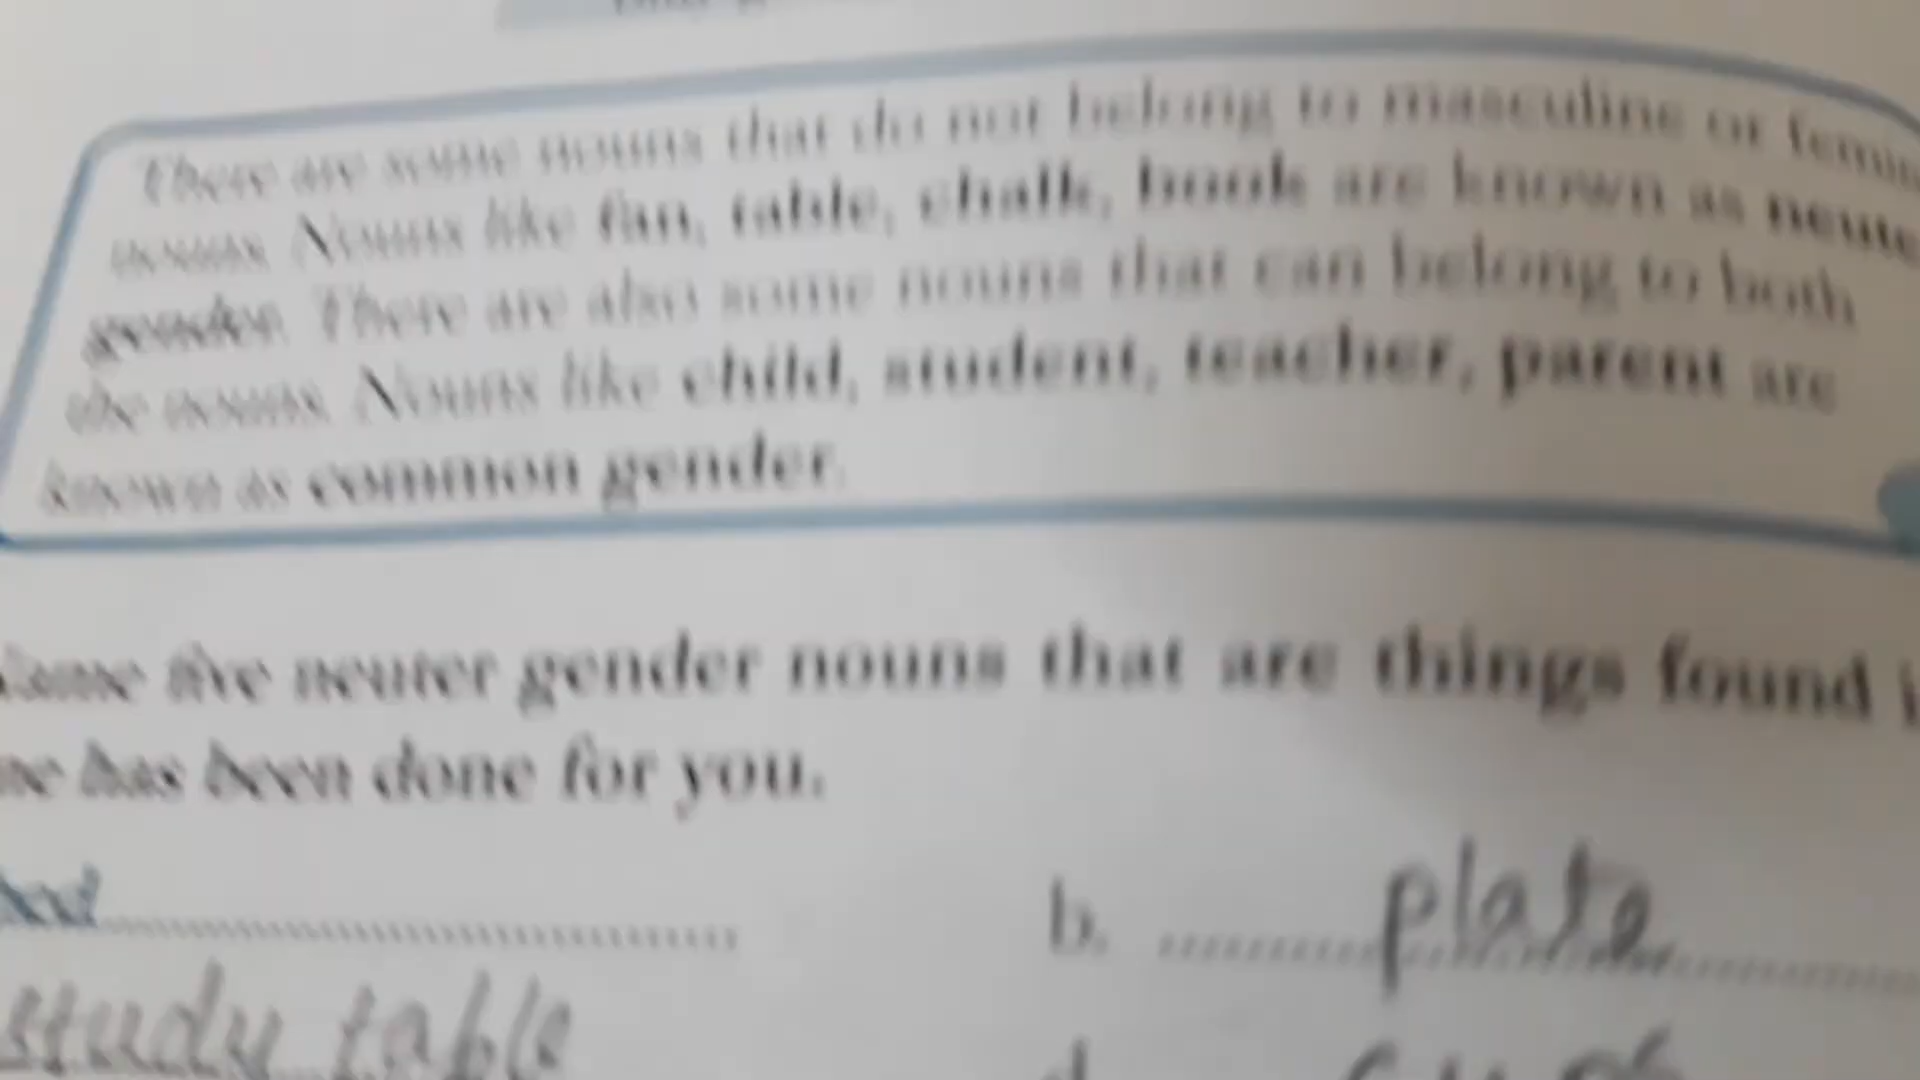 There are some nouns that do not belong to masculine or
nouns. Nouns like fan, table, chalk, book are known as
gender. There are also some nouns that can belong to both
the nouns. Nouns like child, student, teacher, parent are
known as common gender.
five neuter gender nouns that are things found
has been done for you.
b. plate
study table
d.